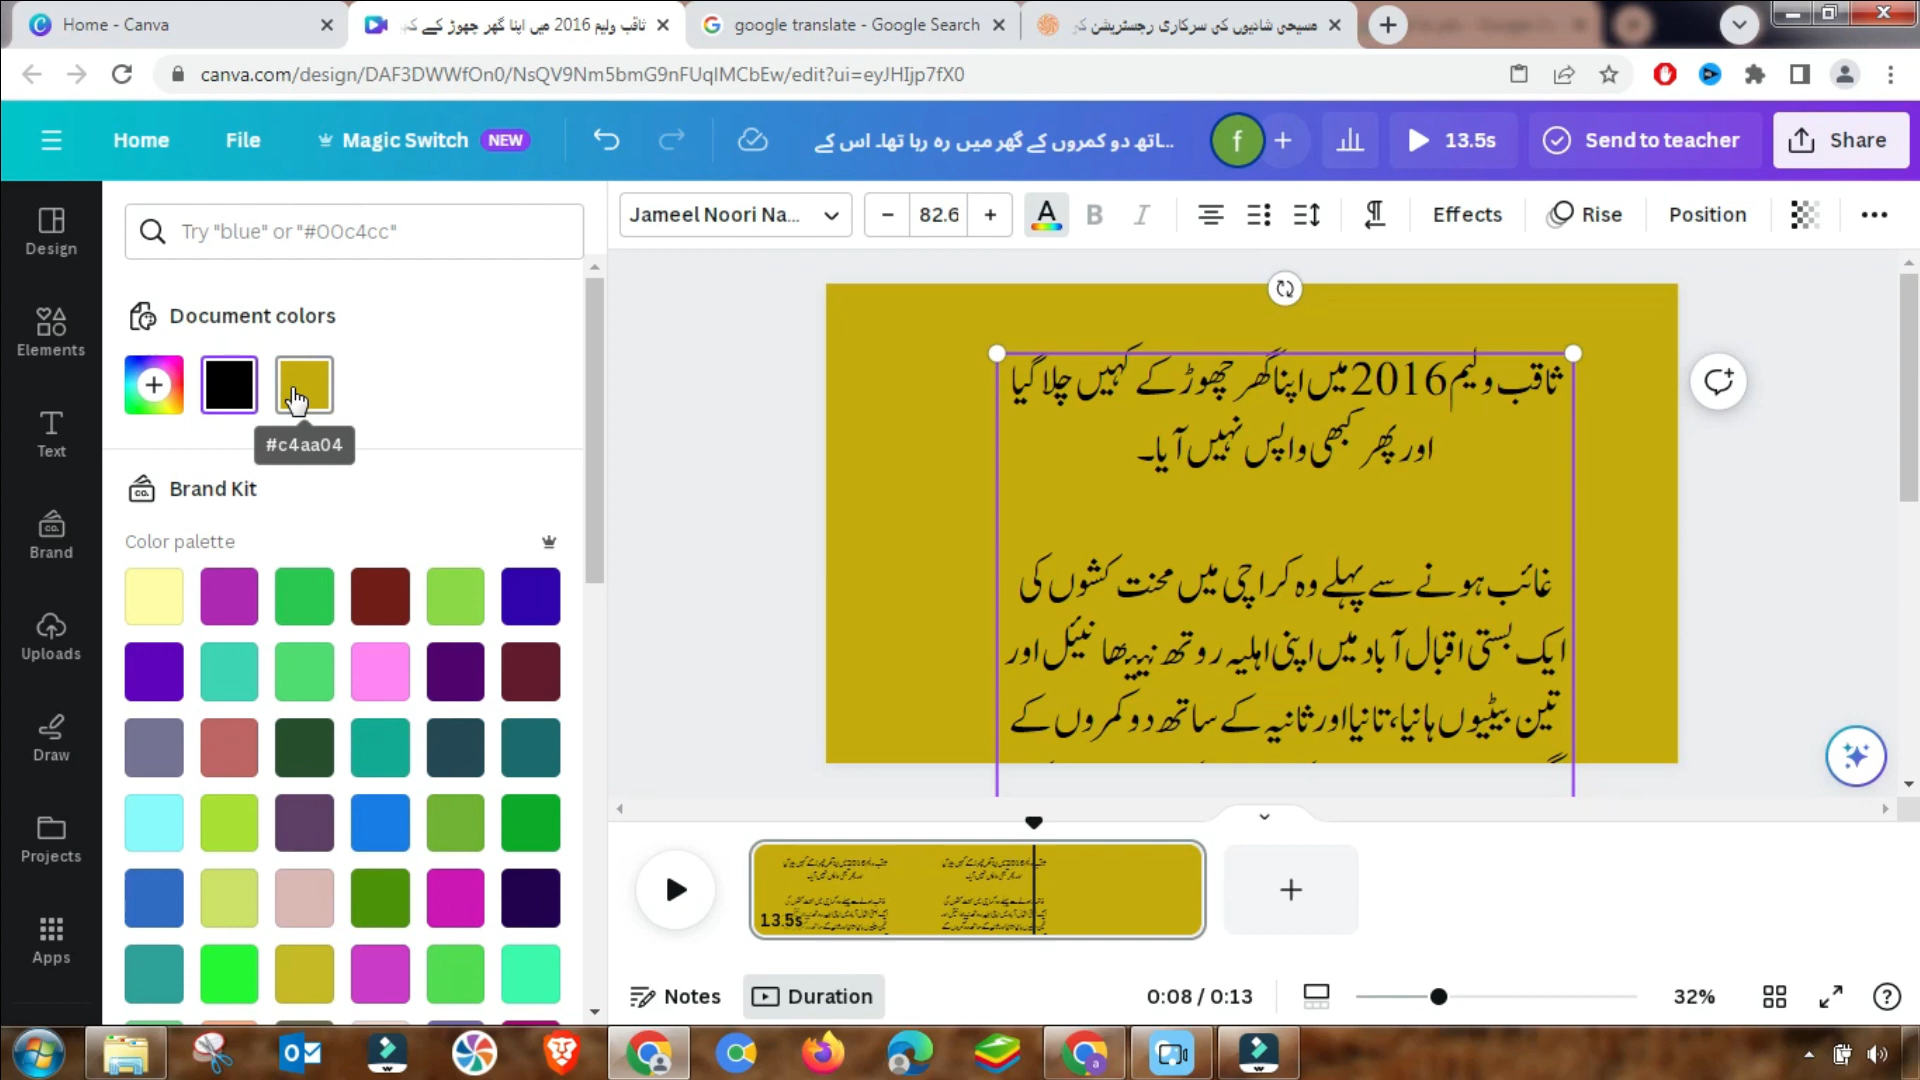 Home - Canva
ثاقب ولیم 2016 میں اپنا گھر چھوڑ کے کہیں
google translate - Google Search
مسیحی شادیوں کی سرکاری رجسٹریشن کر
canva.com/design/DAF3DWWfOn0/NsQV9Nm5bmG9nFUqIMCbEw/edit?ui=eyJHIjp7fX0
Home
File
Magic Switch
NEW
...اتھ دو کمروں کے گھر میں رہ رہا تھا۔ اس کے
f
13.5s
Send to teacher
Share
Try "blue" or "#00c4cc"
Jameel Noori Na...
82.6
A
B
I
Effects
Rise
Position
Design
Elements
Text
Brand
Uploads
Draw
Projects
Apps
Document colors
#c4aa04
Brand Kit
Color palette
ثاقب ولیم 2016 میں اپنا گھر چھوڑ کے کہیں چلا گیا
اور پھر کبھی واپس نہیں آیا۔
غائب ہونے سے پہلے وہ کراچی میں محنت کشوں کی
ایک بستی اقبال آباد میں اپنی اہلیہ روتھ نتھانیئل اور
تین بیٹیوں ہانیا، تانیا اور ثانیہ کے ساتھ دو کمروں کے
13.5s
Notes
Duration
0:08 / 0:13
32%